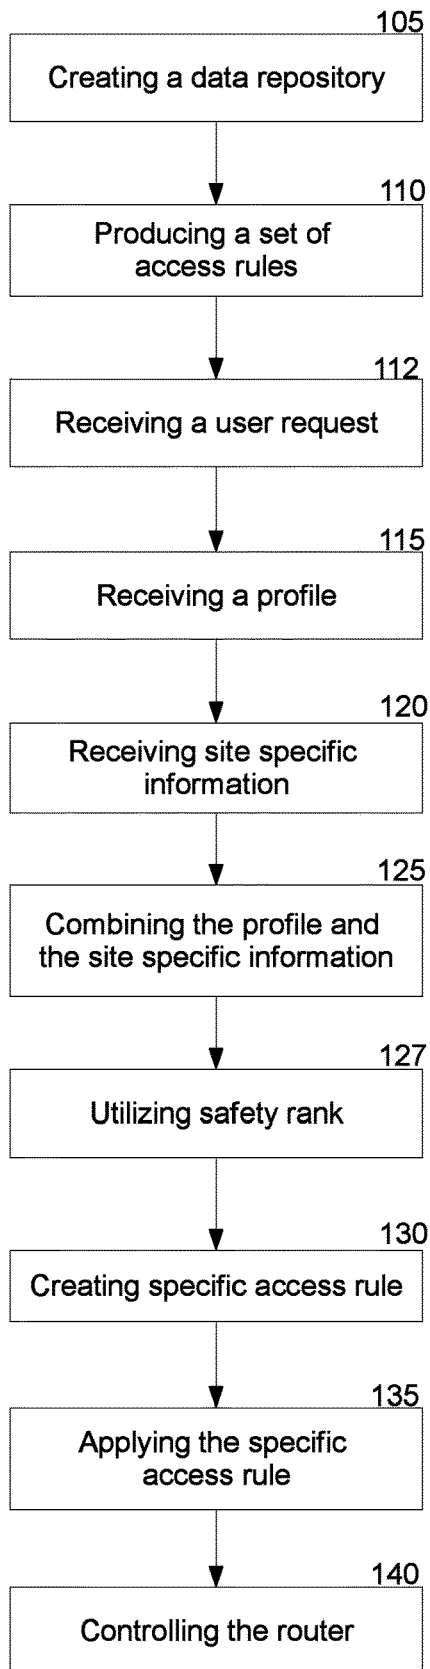 105
Creating a data repository
110
Producing a set of
access rules
112
Receiving a user request
115
Receiving a profile
120
Receiving site specific
information
125
Combining the profile and
the site specific information
127
Utilizing safety rank
130
Creating specific access rule
135
Applying the specific
access rule
140
Controlling the router